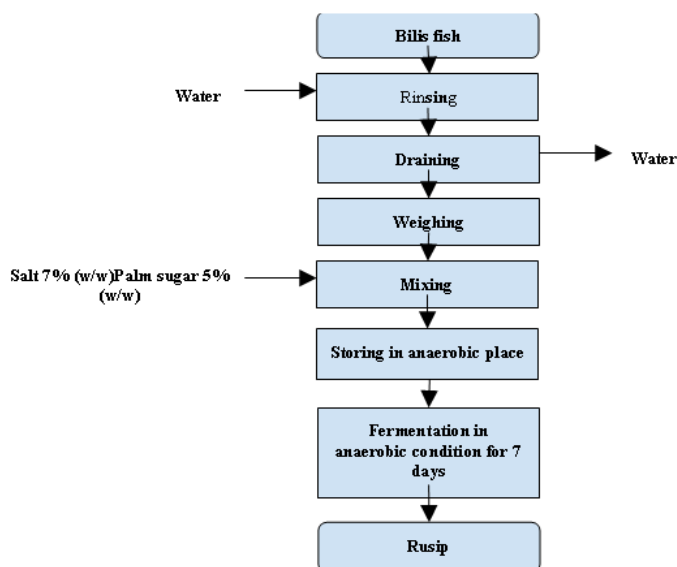 Bilis fish
Water
Rinsing
Draining
Water
Weighing
Salt 7% (w/w)Palm sugar 5%
(w/w)
Mixing
Storing in anaerobic place
Fermentation in
anaerobic condition for 7
days
Rusip